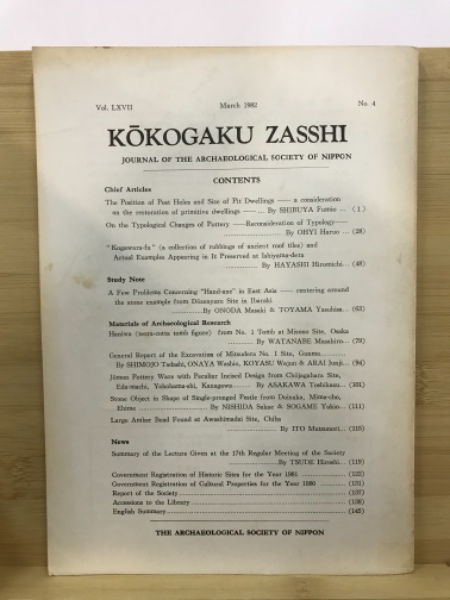 Vol. LXVII March 1982 No. 4
KŌKOGAKU ZASSHI
JOURNAL OF THE ARCHAEOLOGICAL SOCIETY OF NIPPON
CONTENTS
Chief Articles
The Position of Post Holes and Size of Pit Dwellings —— a consideration
on the restoration of primitive dwellings —— ... By SHIBUYA Fumio ... ( 1 )
On the Typological Changes of Pottery ——Reconsideration of Typology——
By OHYI Haruo ... (28)
"Kogawara-fu" (a collection of rubbings of ancient roof tiles) and
Actual Examples Appearing in It Preserved at Ishiyama-dera
By HAYASHI Hiromichi... (46)
Study Note
A Few Problems Concerning "Hand-axe" in East Asia —— centering around
the stone example from Site in Ibaraki
By ONODA Masaki & TOYAMA ... (63)
Materials of Archaeological Research
Haniwa (terra-cotta tomb figure) from No. 1 Tomb at Misono Site, Osaka
By WATANABE Masahiro... (79)
General Report of the Excavation of Mitsudera No. 1 Site, Gunma
By SHIMOJO Tadashi, ONAYA Washio, KOYASU Wajun & ARAI Junji... (94)
Jōmon Pottery Ware with Peculiar Incised Design from Chōjagahara Site,
Eda-machi, Yokohama-shi, Kanagawa By ASAKAWA Toshikazu... (101)
Stone Object in Shape of Single-pronged Pestle from Doinaka, Mima-cho,
Ehime By NISHIDA Sakae & SOGAME Yukio... (111)
Large Antler Bead Found at Awashimadai Site, Chiba
By ITO Mutsunori... (115)
News
Summary of the Lecture Given at the 17th Regular Meeting of the Society
By TSUDE Hiroshi... (119)
Government Registration of Historic Sites for the Year 1981 (122)
Government Registration of Cultural Properties for the Year 1980 (131)
Report of the Society (137)
Accessions to the Library (138)
English Summary (142)
THE ARCHAEOLOGICAL SOCIETY OF NIPPON